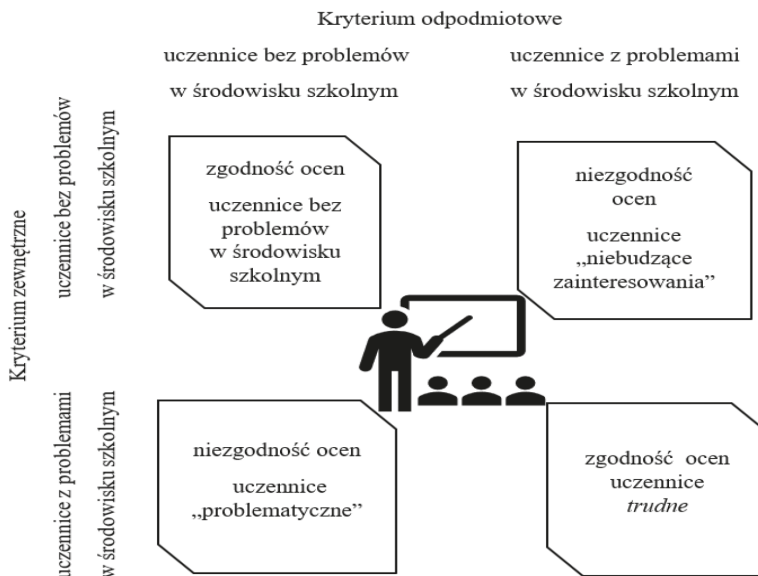 Kryterium odpodmiotowe
uczennice bez problemów
w środowisku szkolnym
uczennice z problemami
w środowisku szkolnym
Kryterium zewnętrzne
uczennice bez problemów
w środowisku szkolnym
zgodność ocen
uczennice bez
problemów
w środowisku
szkolnym
niezgodność
ocen
uczennice
„niebudzące
zainteresowania”
uczennice z problemami
w środowisku szkolnym
niezgodność ocen
uczennice
„problematyczne”
zgodność ocen
uczennice
trudne